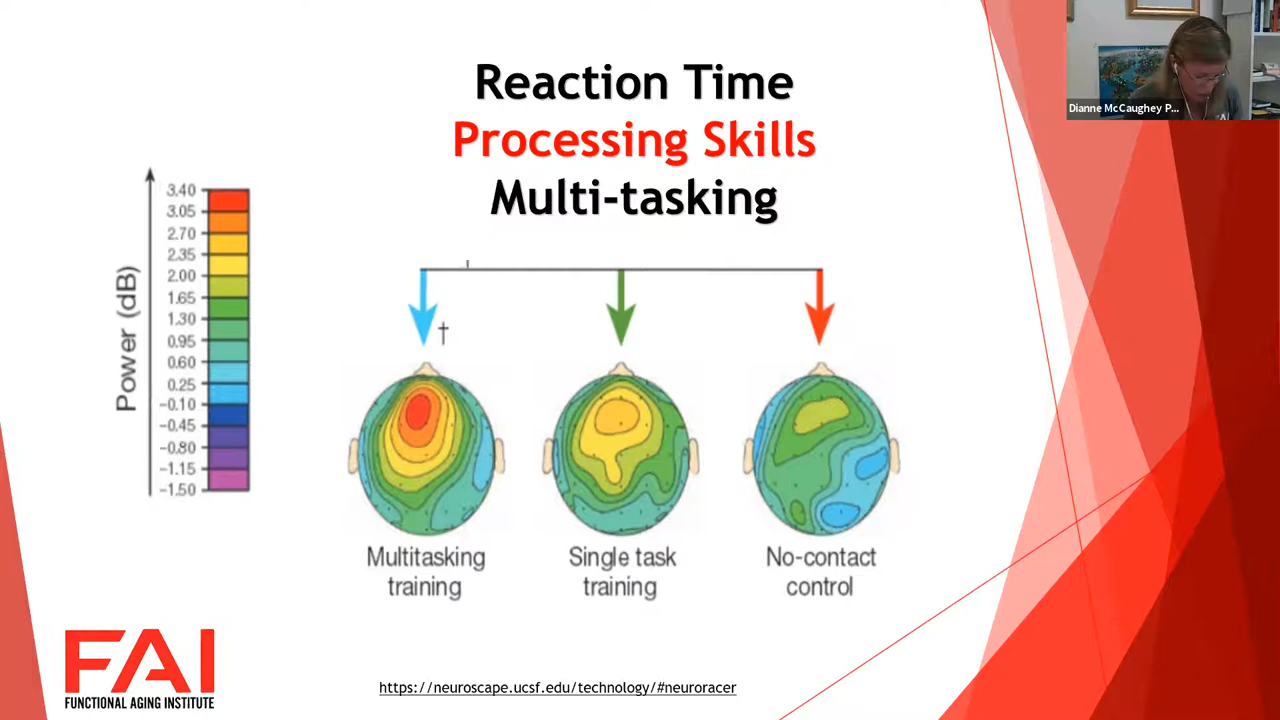 Reaction Time
Processing Skills
Multi-tasking
Dianne McCaughey P...
Power (dB)
3.40
3.05
2.70
2.35
2.00
1.65
1.30
0.95
0.60
0.25
−0.10
−0.45
−0.80
−1.15
−1.50
†
Multitasking
training
Single task
training
No-contact
control
FAI
FUNCTIONAL AGING INSTITUTE
https://neuroscape.ucsf.edu/technology/#neuroracer